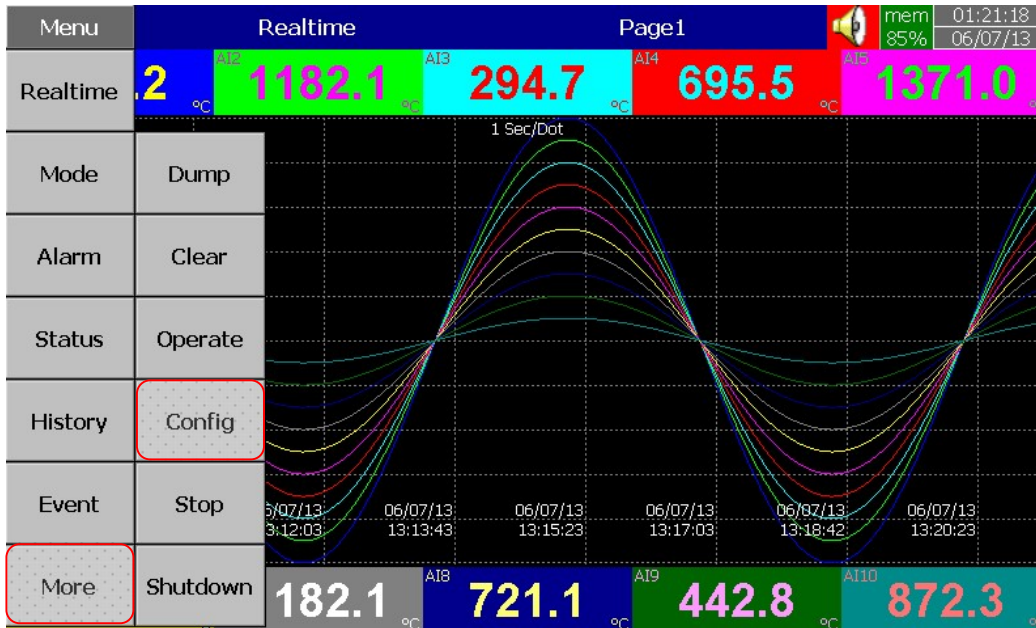 Menu Realtime Page1 mem 85% 01:21:18 06/07/13
Realtime
.2 °C AI2 1182.1 °C AI3 294.7 °C AI4 695.5 °C AI5 1371.0
1 Sec/Dot
Mode Dump
Alarm Clear
Status Operate
History Config
Event Stop
06/07/13 06/07/13 06/07/13 06/07/13 06/07/13
3:12:03 13:13:43 13:15:23 13:17:03 13:18:42 13:20:23
More Shutdown
182.1 °C AI8 721.1 °C AI9 442.8 °C AI10 872.3